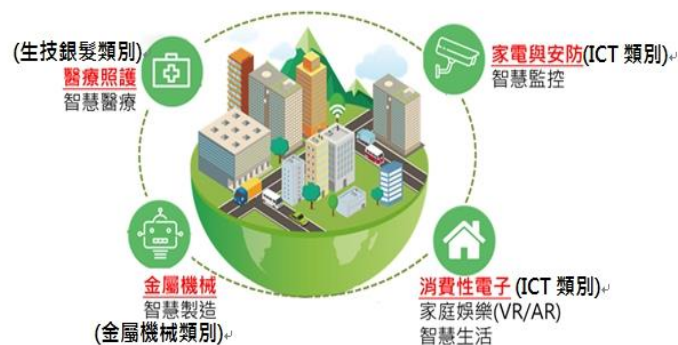 (生技銀髮類別)
醫療照護
智慧醫療
家電與安防(ICT 類別)
智慧監控
金屬機械
智慧製造
(金屬機械類別)
消費性電子 (ICT 類別)
家庭娛樂(VR/AR)
智慧生活